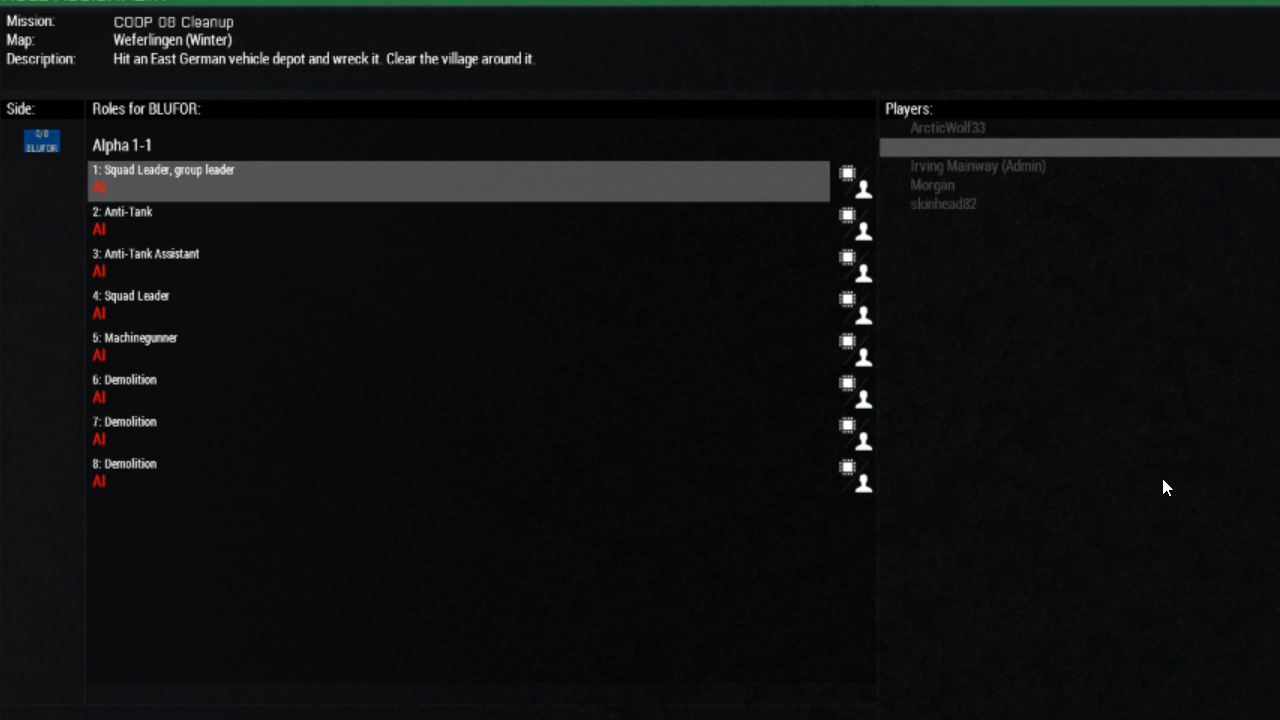 Mission: COOP 08 Cleanup
Map: Weferlingen (Winter)
Description: Hit an East German vehicle depot and wreck it. Clear the village around it.
Side: Roles for BLUFOR: Players:
0/8
BLUFOR
Alpha 1-1
1: Squad Leader, group leader
AI
2: Anti-Tank
AI
3: Anti-Tank Assistant
AI
4: Squad Leader
AI
5: Machinegunner
AI
6: Demolition
AI
7: Demolition
AI
8: Demolition
AI
ArcticWolf33
Irving Mainway (Admin)
Morgan
skinhead82